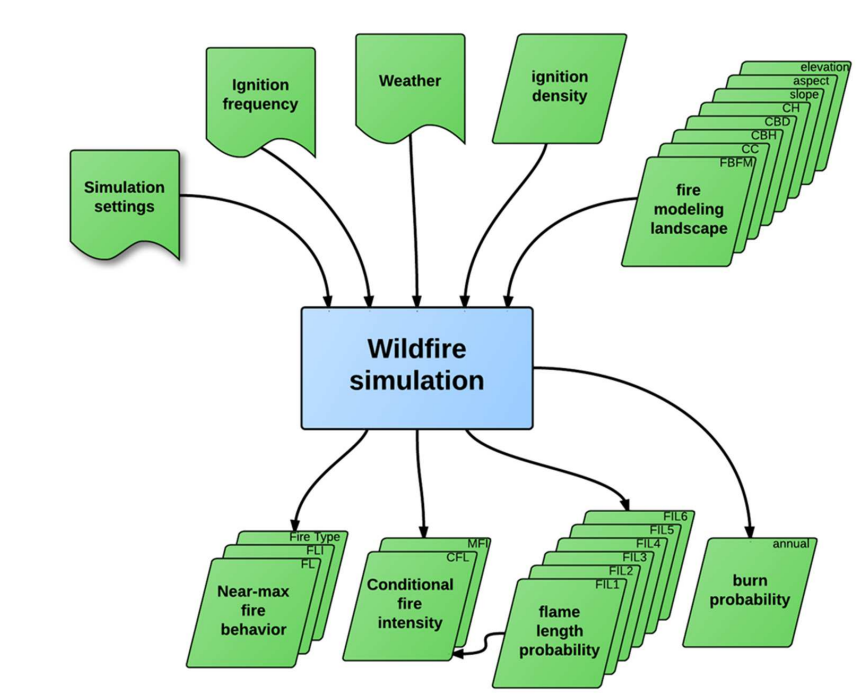 Ignition
frequency
Weather
ignition
density
elevation
aspect
slope
CH
CBD
CBH
CC
FBFM
fire
modeling
landscape
Simulation
settings
Wildfire
simulation
Fire Type
FLI
FL
Near-max
fire
behavior
MFI
CFL
Conditional
fire
intensity
FIL6
FIL5
FIL4
FIL3
FIL2
FIL1
flame
length
probability
annual
burn
probability